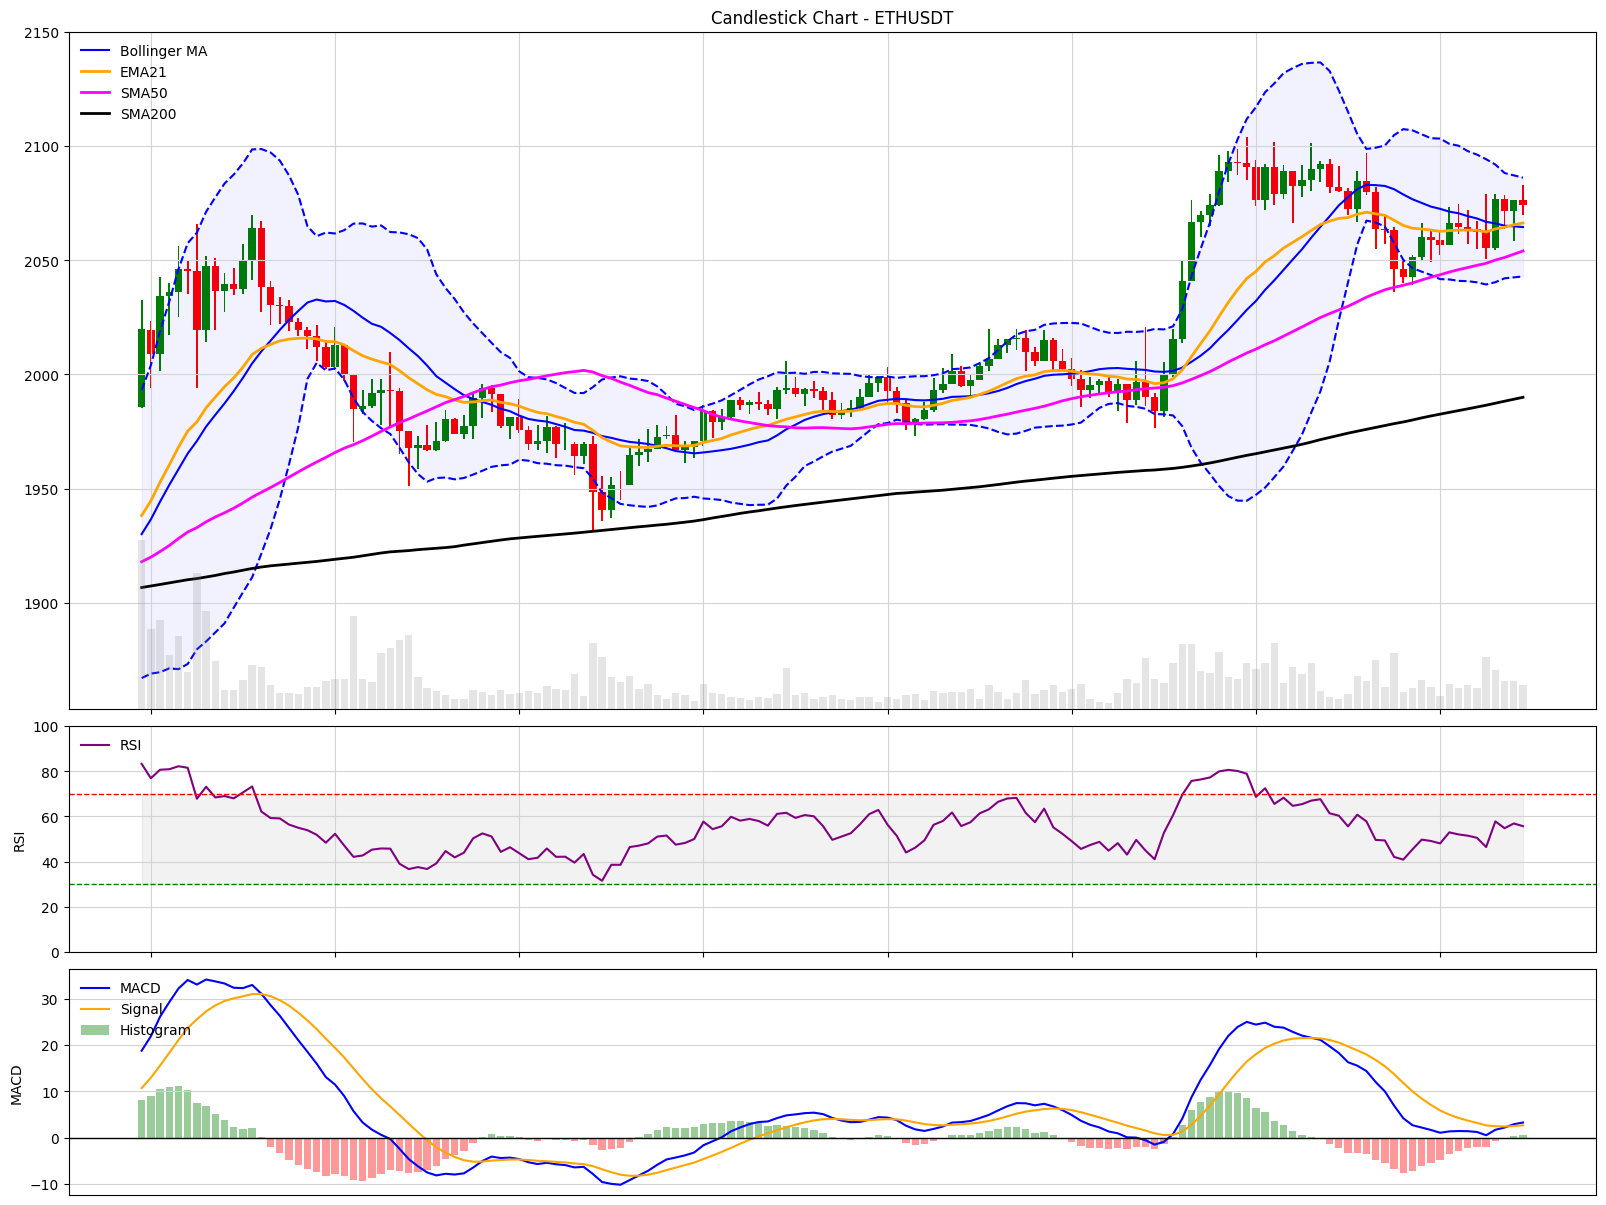 Candlestick Chart - ETHUSDT
2150
2100
2050
2000
1950
1900
Bollinger MA
EMA21
SMA50
SMA200
100
80
60
40
20
0
RSI
RSI
30
20
10
0
−10
MACD
MACD
Signal
Histogram